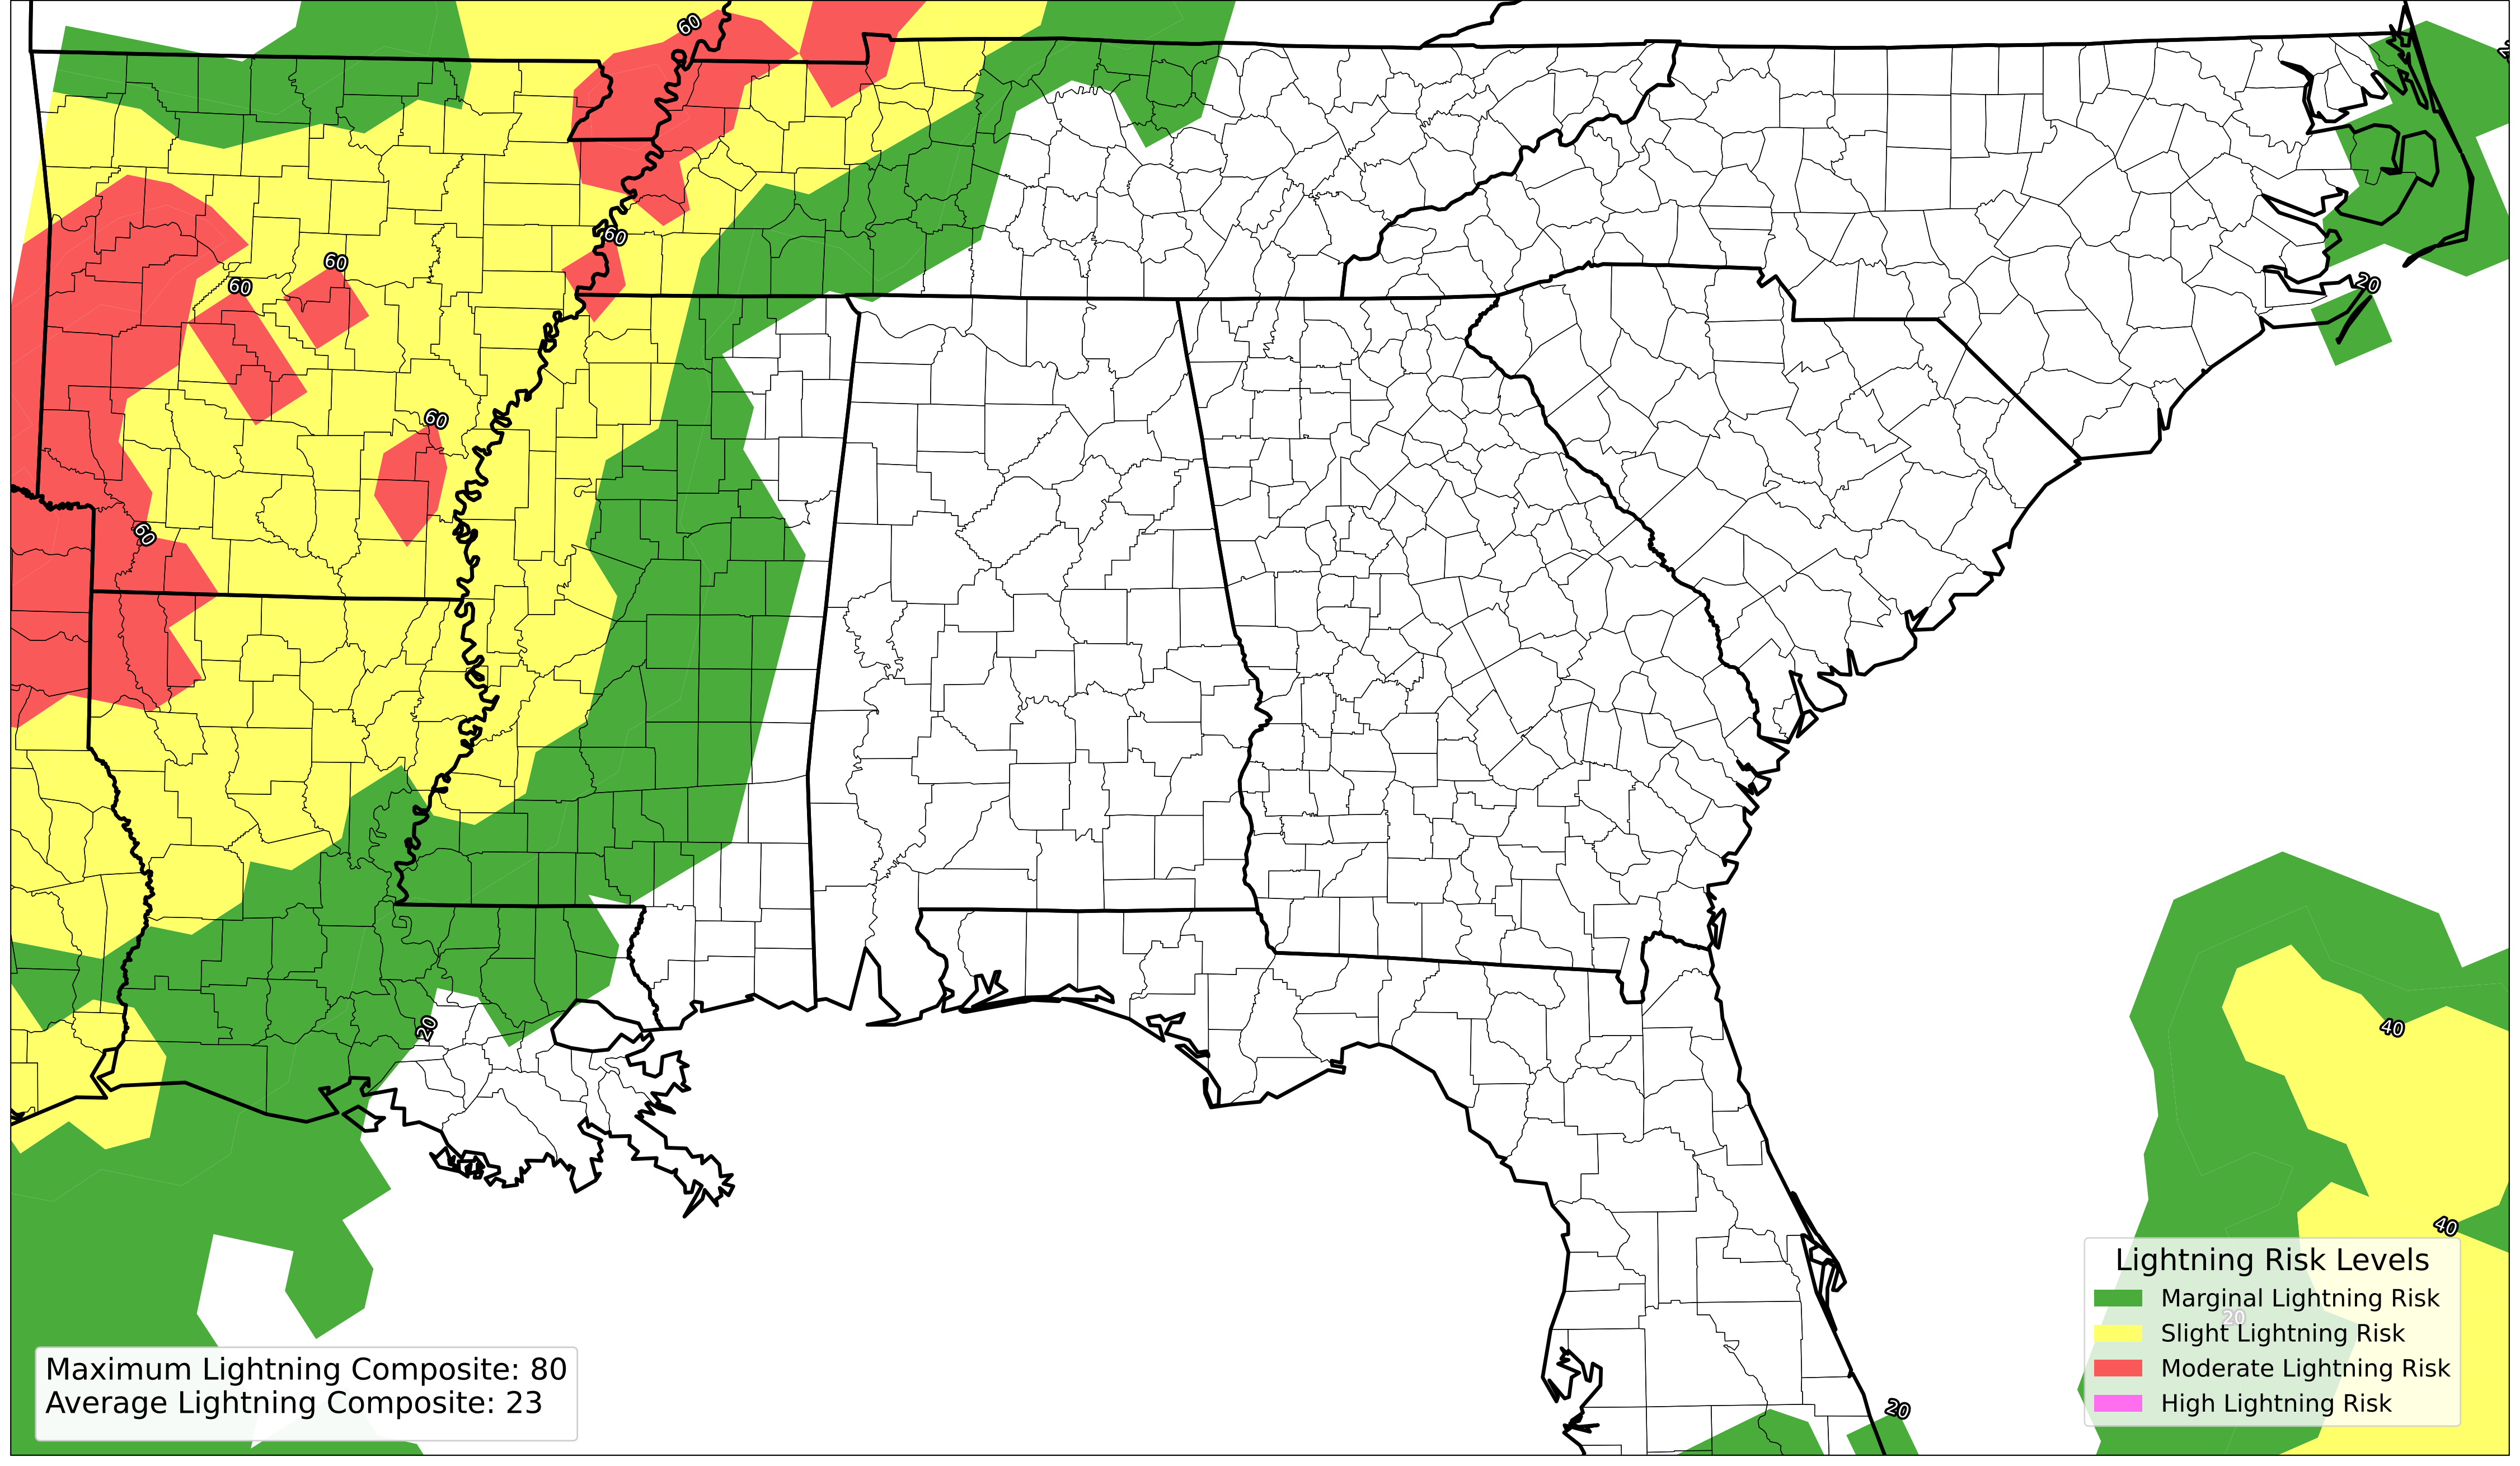 60
60
60
60
20
60
60
20
40
40
Lightning Risk Levels
Marginal Lightning Risk
20
Slight Lightning Risk
Moderate Lightning Risk
High Lightning Risk
Maximum Lightning Composite: 80
Average Lightning Composite: 23
20